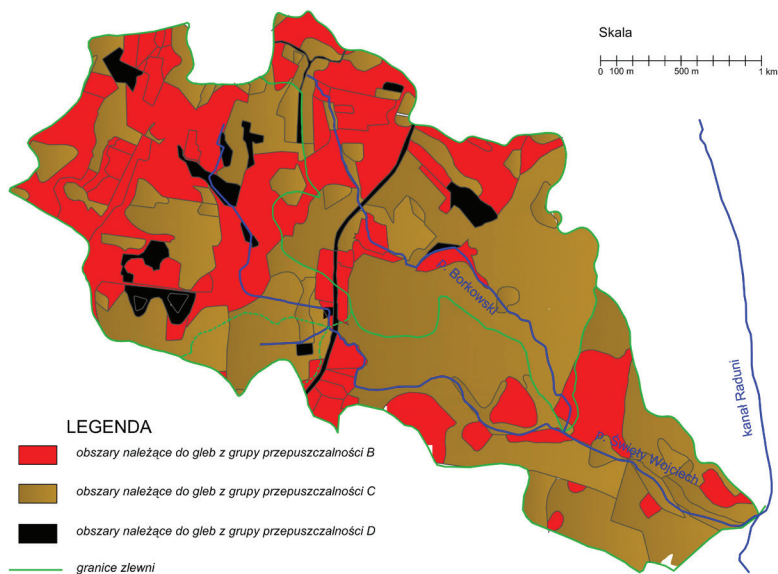 Skala
0 100 m 500 m 1 km
p. Borkowski
kanał Raduni
p. Święty Wojciech
LEGENDA
obszary należące do gleb z grupy przepuszczalności B
obszary należące do gleb z grupy przepuszczalności C
obszary należące do gleb z grupy przepuszczalności D
granice zlewni